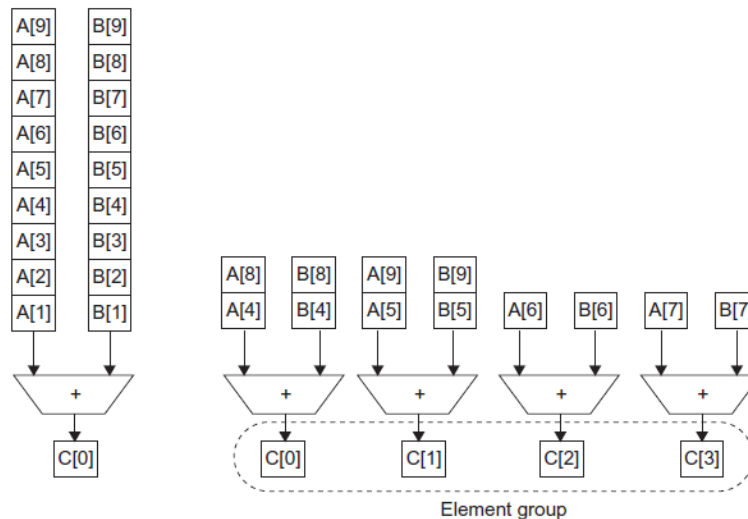 A[9] B[9]
A[8] B[8]
A[7] B[7]
A[6] B[6]
A[5] B[5]
A[4] B[4]
A[3] B[3]
A[2] B[2] A[8] B[8] A[9] B[9]
A[1] B[1] A[4] B[4] A[5] B[5] A[6] B[6] A[7] B[7
+ + + + +
C[0] C[0] C[1] C[2] C[3]
Element group